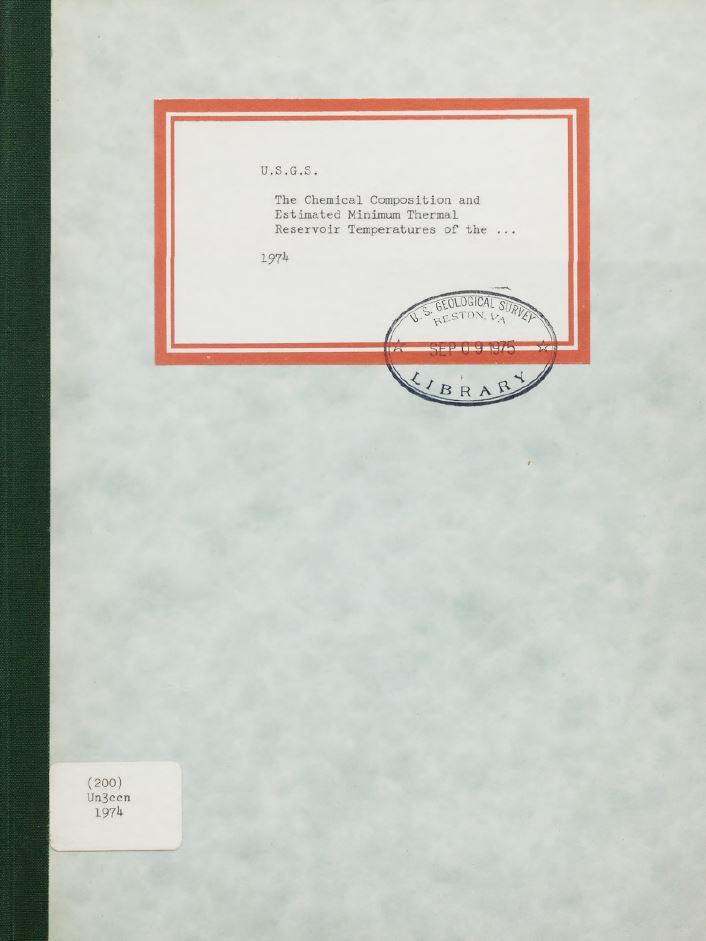 U.S.G.S.
The Chemical Composition and
Estimated Minimum Thermal
Reservoir Temperatures of the ...
1974
U.S. GEOLOGICAL SURVEY
RESTON, VA
SEP 09 1975
LIBRARY
(200)
Un3een
1974